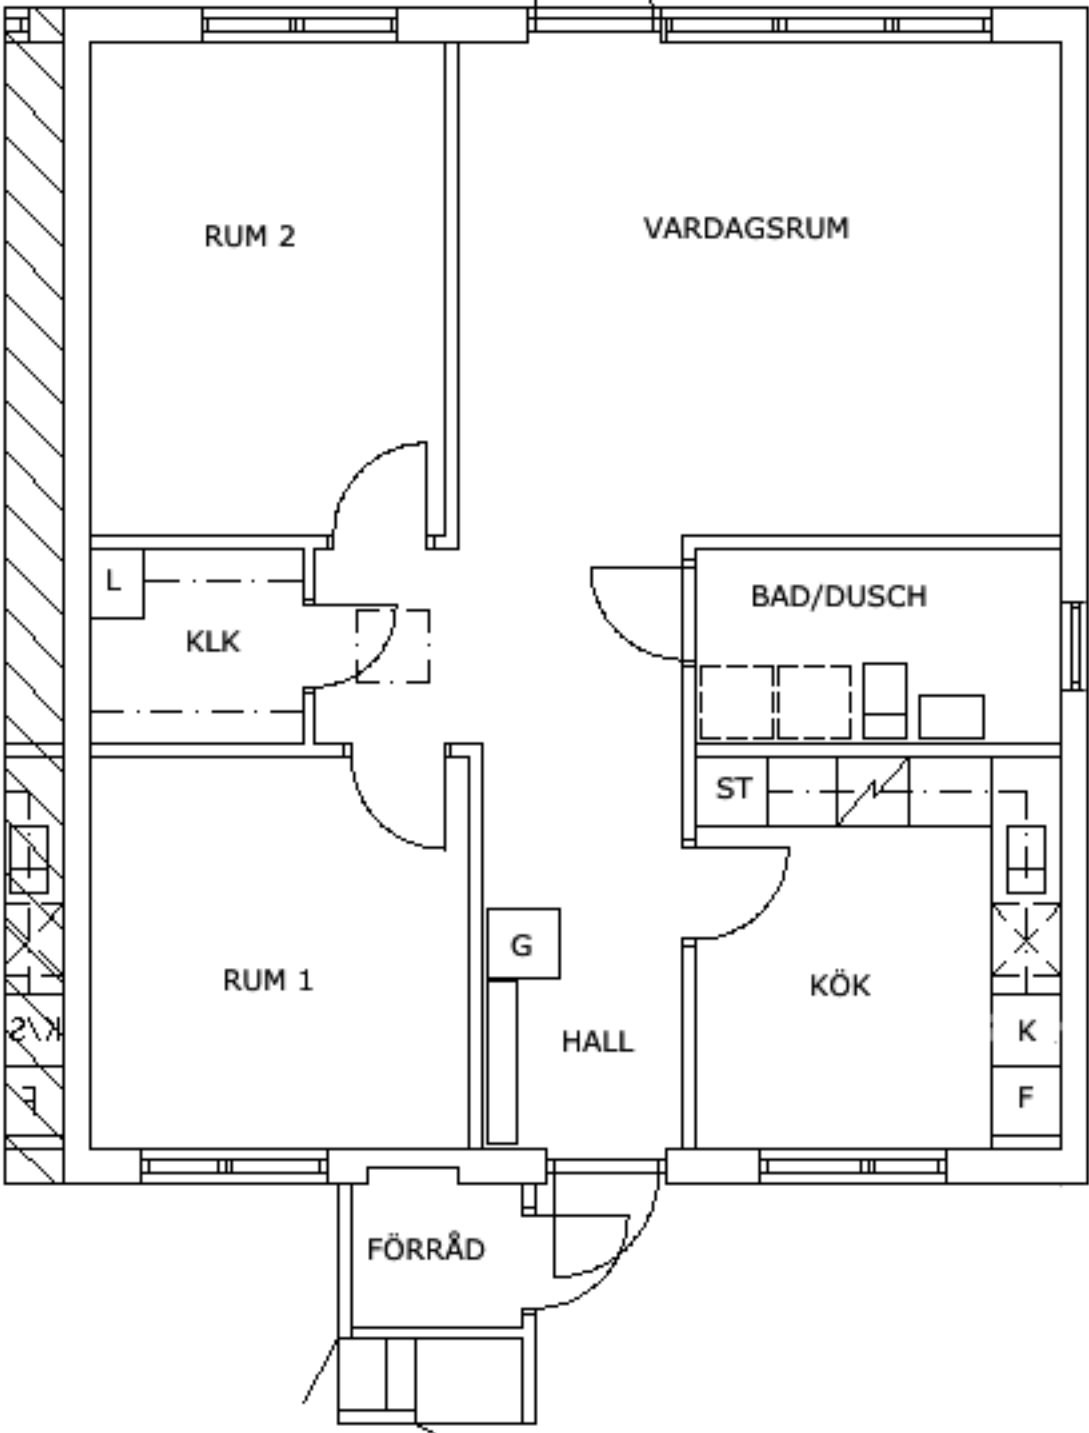 RUM 2
VARDAGSRUM
L
KLK
BAD/DUSCH
ST
G
RUM 1
HALL
KÖK
K
F
K/S
F
FÖRRÅD